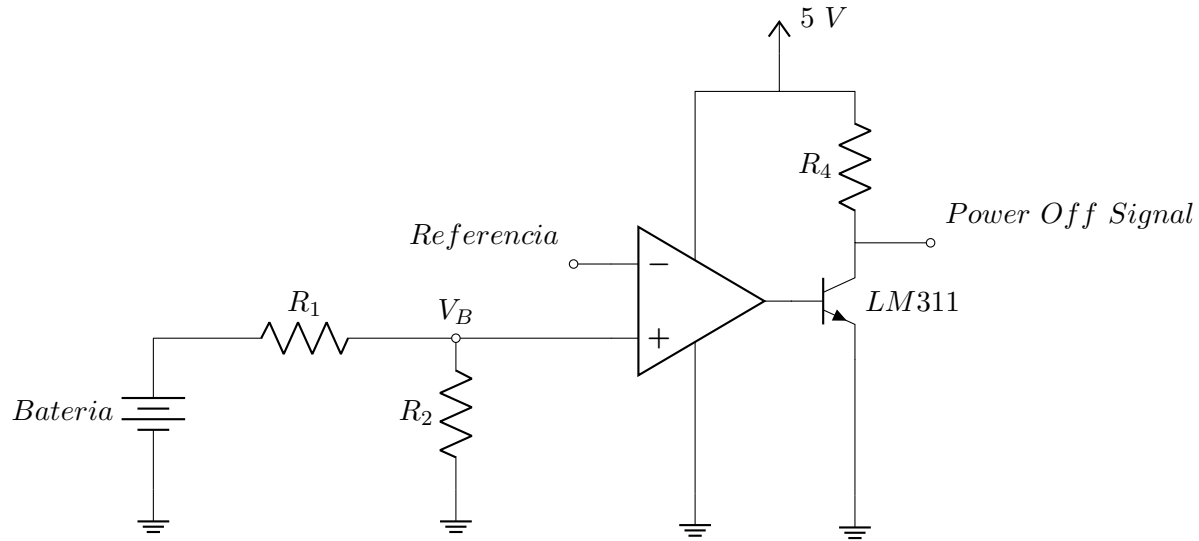 5 V
R4
Power Off Signal
Referencia
−
LM311
R1
VB
+
Bateria
R2